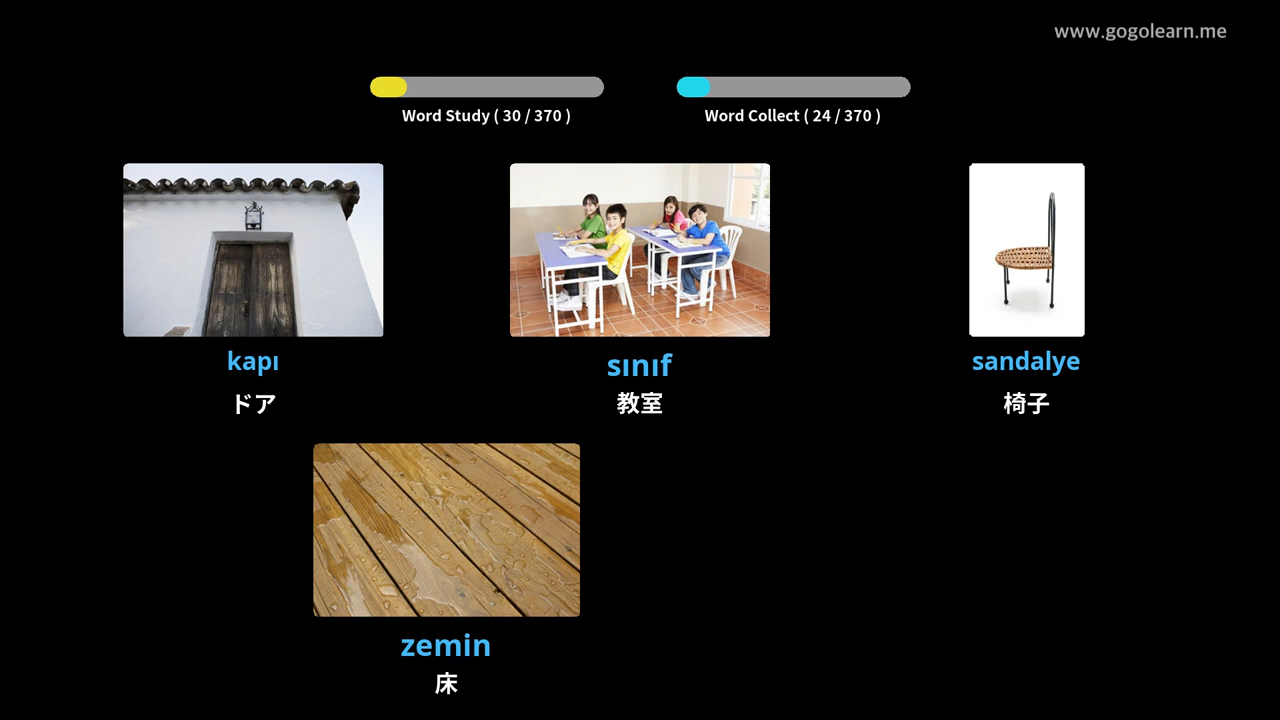 www.gogolearn.me
Word Study ( 30 / 370 )
Word Collect ( 24 / 370 )
kapı
ドア
sınıf
教室
sandalye
椅子
zemin
床